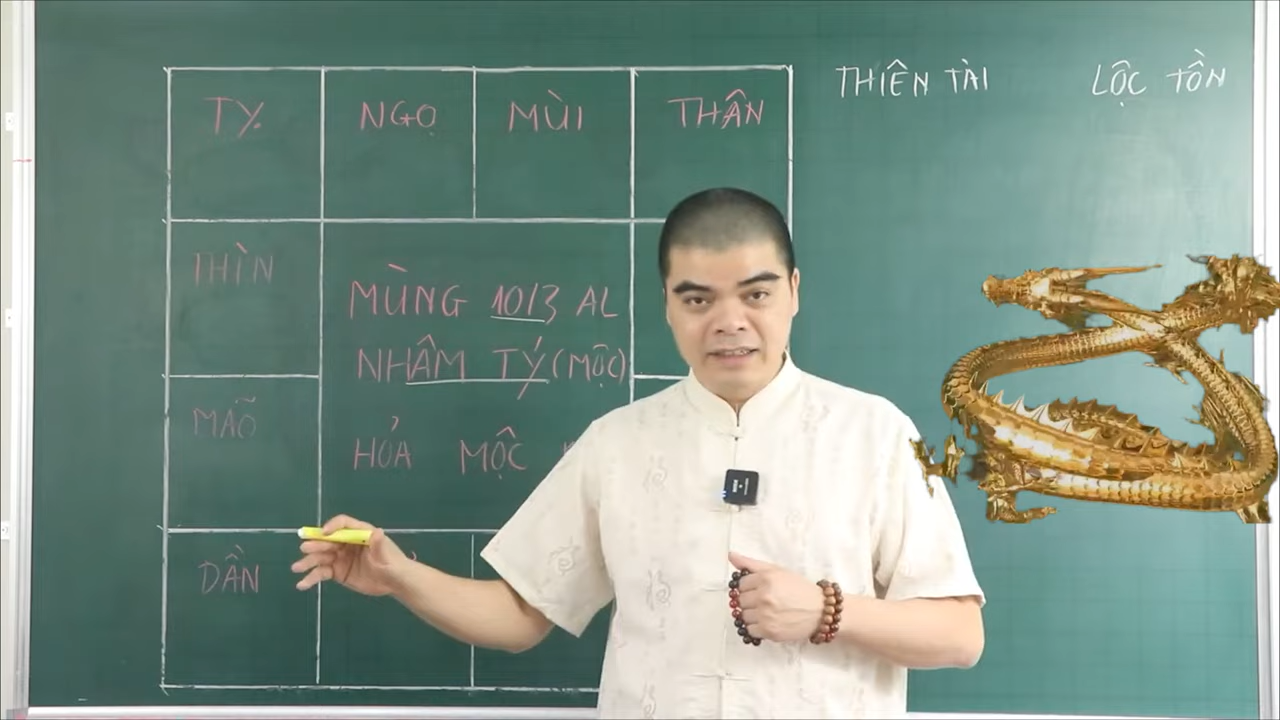 THIÊN TÀI
LỘC TỒN
TỴ
NGỌ
MÙI
THÂN
THÌN
MÙNG 10/3 AL
NHÂM TÝ (MỘC)
MÃO
HỎA MỘC
DẦN